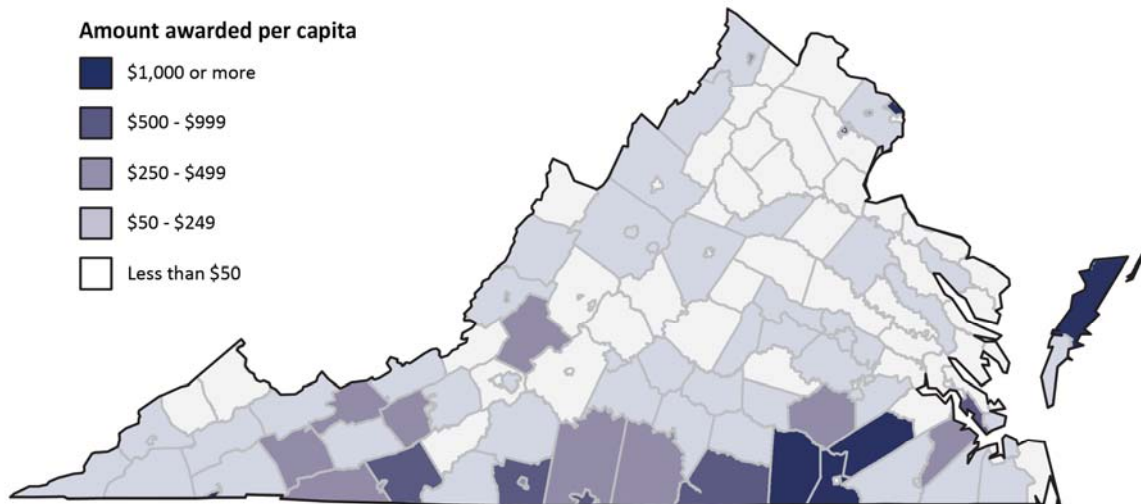 Amount awarded per capita
$1,000 or more
$500 - $999
$250 - $499
$50 - $249
Less than $50